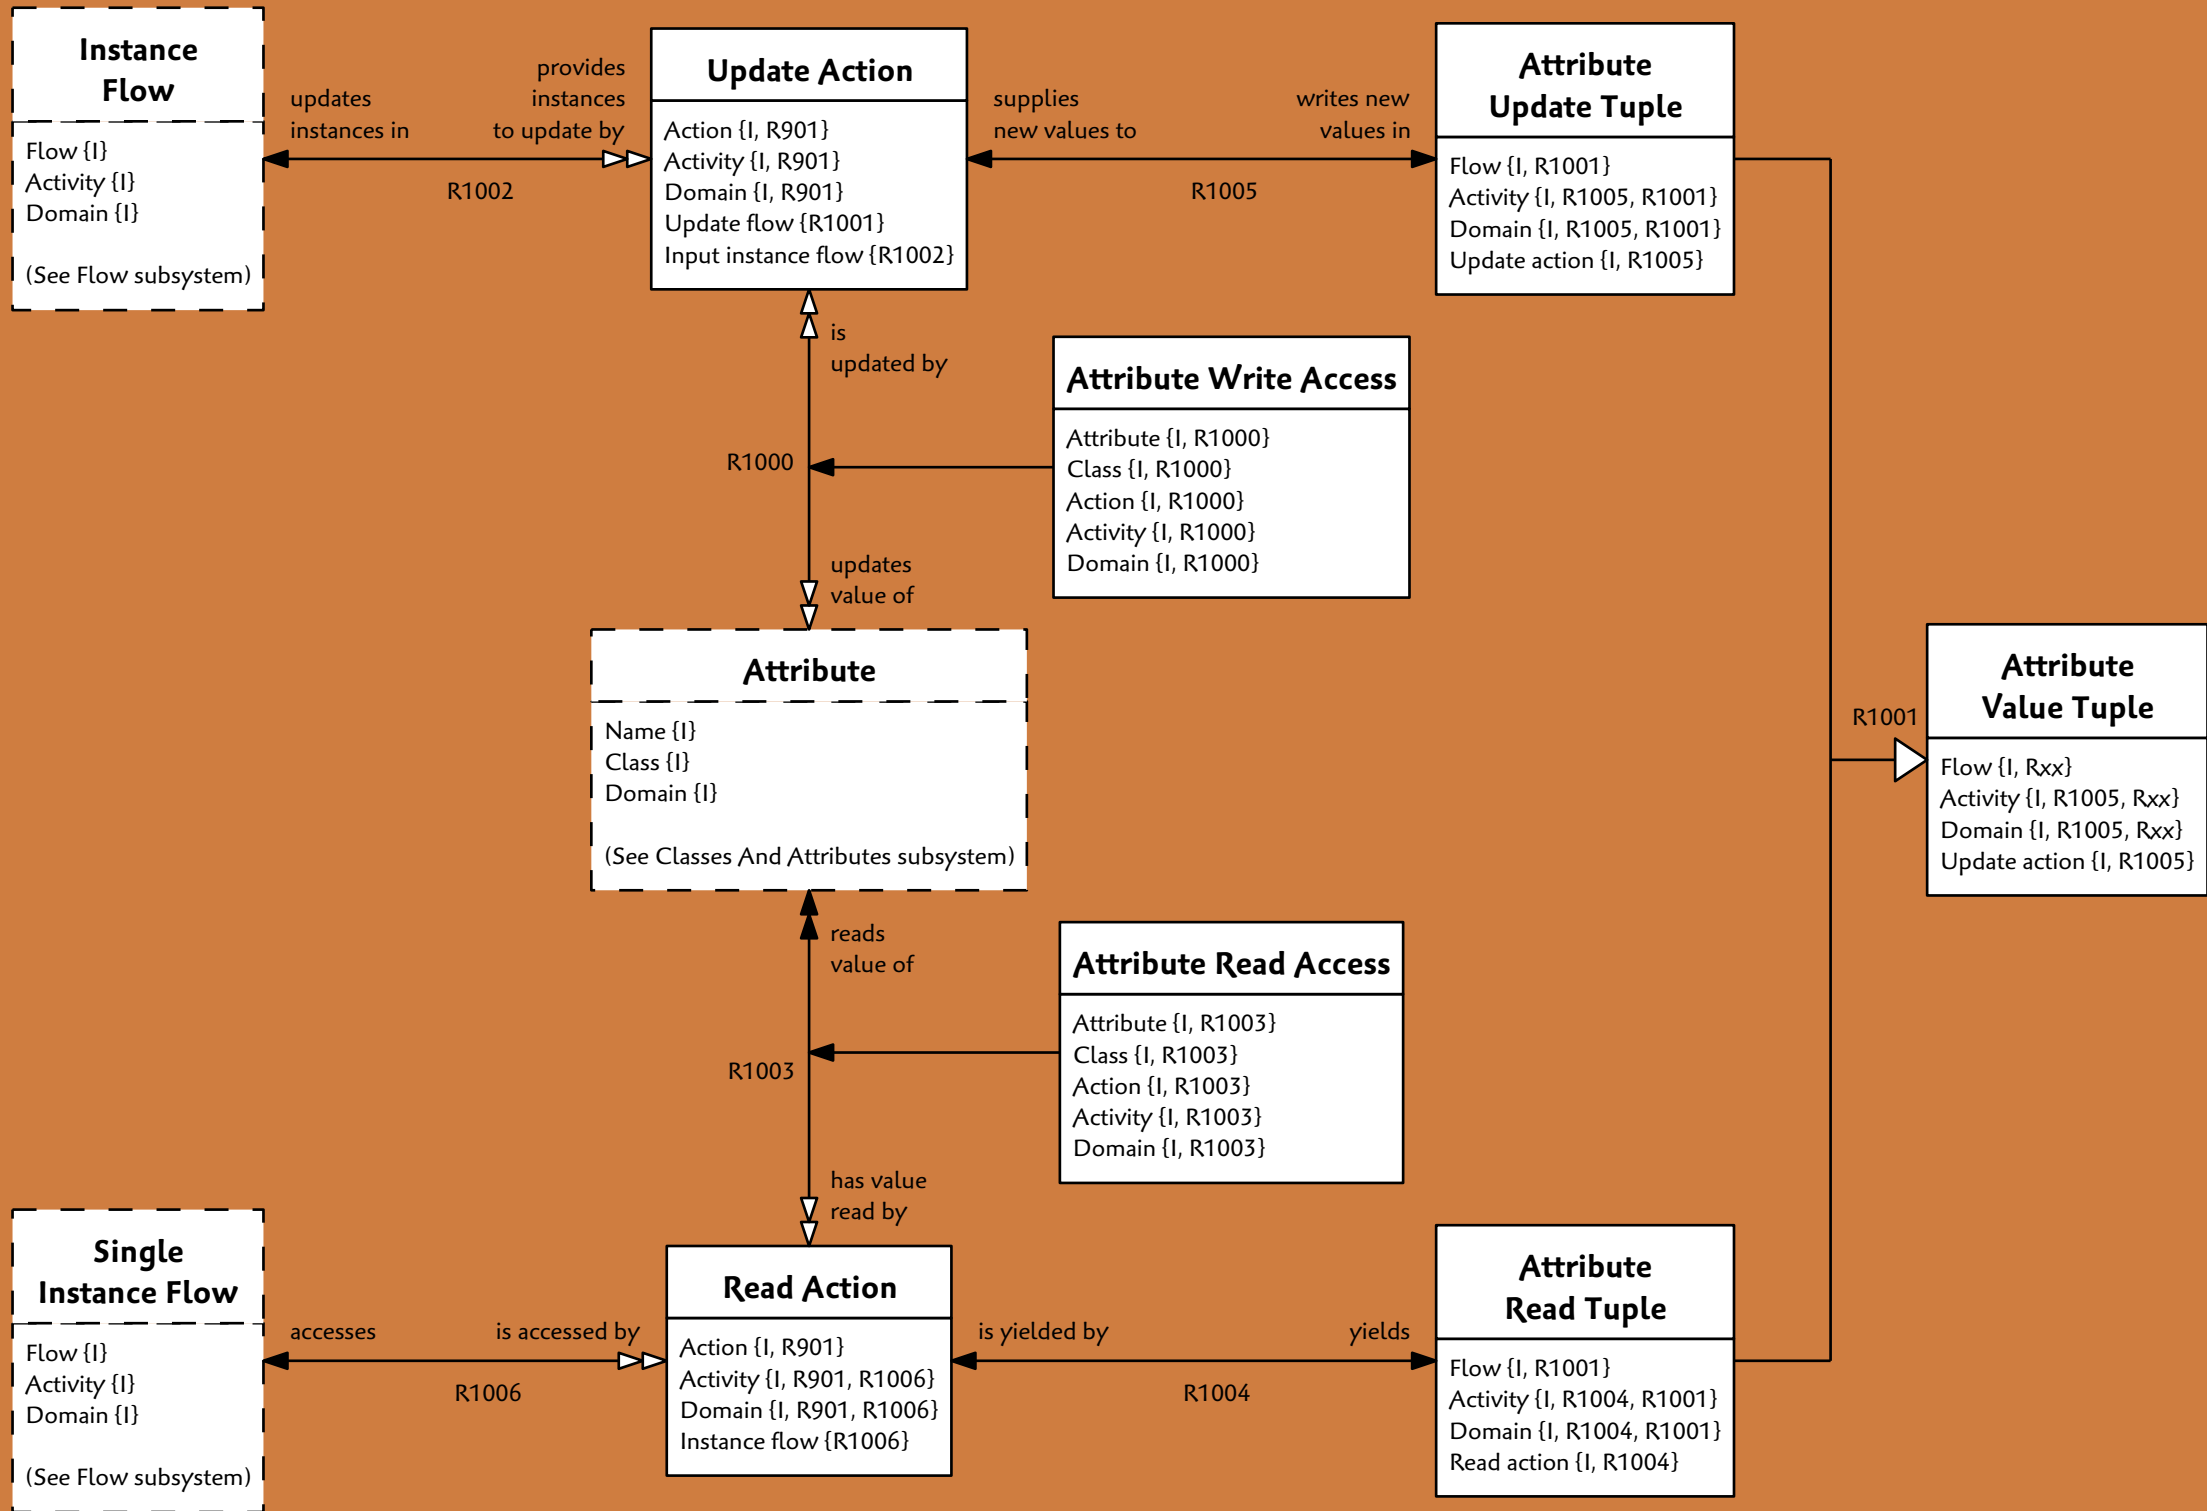 Instance
Flow
Flow {I}
Activity {I}
Domain {I}
(See Flow subsystem)
updates
instances in
provides
instances
to update by
R1002
Update Action
Action {I, R901}
Activity {I, R901}
Domain {I, R901}
Update flow {R1001}
Input instance flow {R1002}
supplies
new values to
writes new
values in
R1005
Attribute
Update Tuple
Flow {I, R1001}
Activity {I, R1005, R1001}
Domain {I, R1005, R1001}
Update action {I, R1005}
is
updated by
R1000
updates
value of
Attribute Write Access
Attribute {I, R1000}
Class {I, R1000}
Action {I, R1000}
Activity {I, R1000}
Domain {I, R1000}
Attribute
Name {I}
Class {I}
Domain {I}
(See Classes And Attributes subsystem)
R1001
Attribute
Value Tuple
Flow {I, Rxx}
Activity {I, R1005, Rxx}
Domain {I, R1005, Rxx}
Update action {I, R1005}
reads
value of
R1003
has value
read by
Attribute Read Access
Attribute {I, R1003}
Class {I, R1003}
Action {I, R1003}
Activity {I, R1003}
Domain {I, R1003}
Single
Instance Flow
Flow {I}
Activity {I}
Domain {I}
(See Flow subsystem)
accesses
is accessed by
R1006
Read Action
Action {I, R901}
Activity {I, R901, R1006}
Domain {I, R901, R1006}
Instance flow {R1006}
is yielded by
yields
R1004
Attribute
Read Tuple
Flow {I, R1001}
Activity {I, R1004, R1001}
Domain {I, R1004, R1001}
Read action {I, R1004}